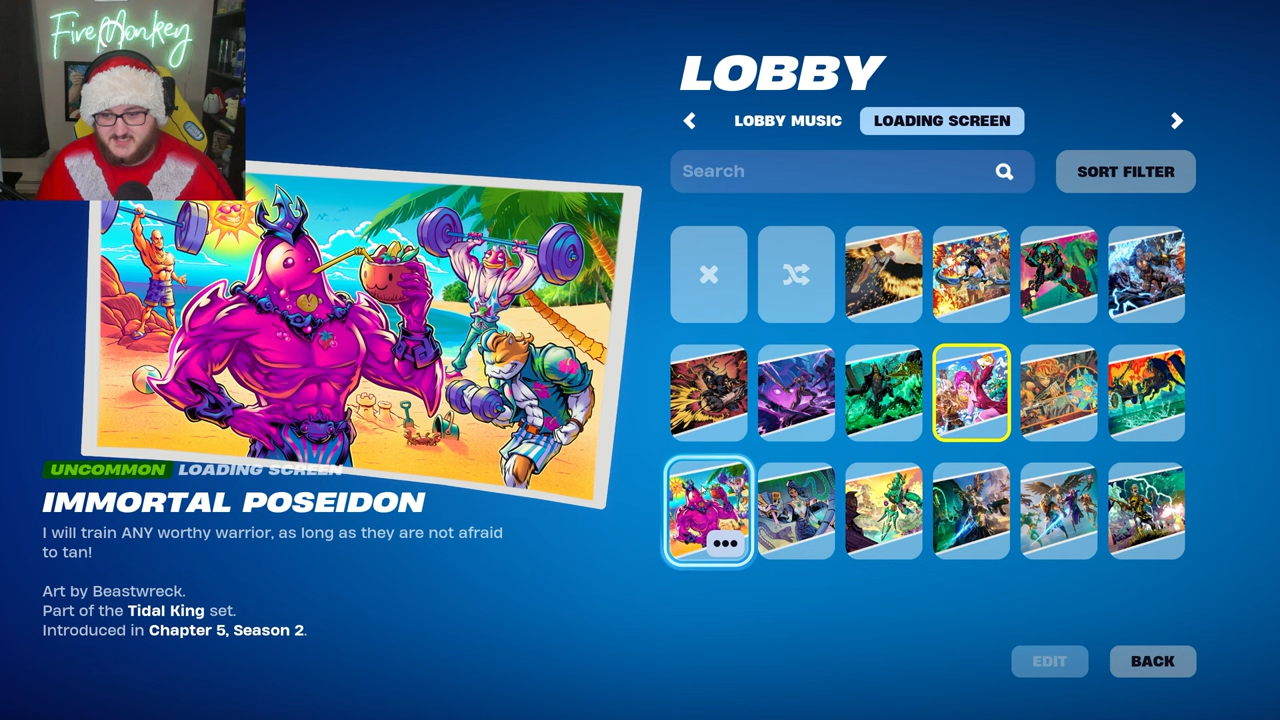 FireMonkey
LOBBY
LOBBY MUSIC
LOADING SCREEN
Search
SORT FILTER
UNCOMMON LOADING SCREEN
IMMORTAL POSEIDON
I will train ANY worthy warrior, as long as they are not afraid
to tan!
Art by Beastwreck.
Part of the Tidal King set.
Introduced in Chapter 5, Season 2.
EDIT
BACK